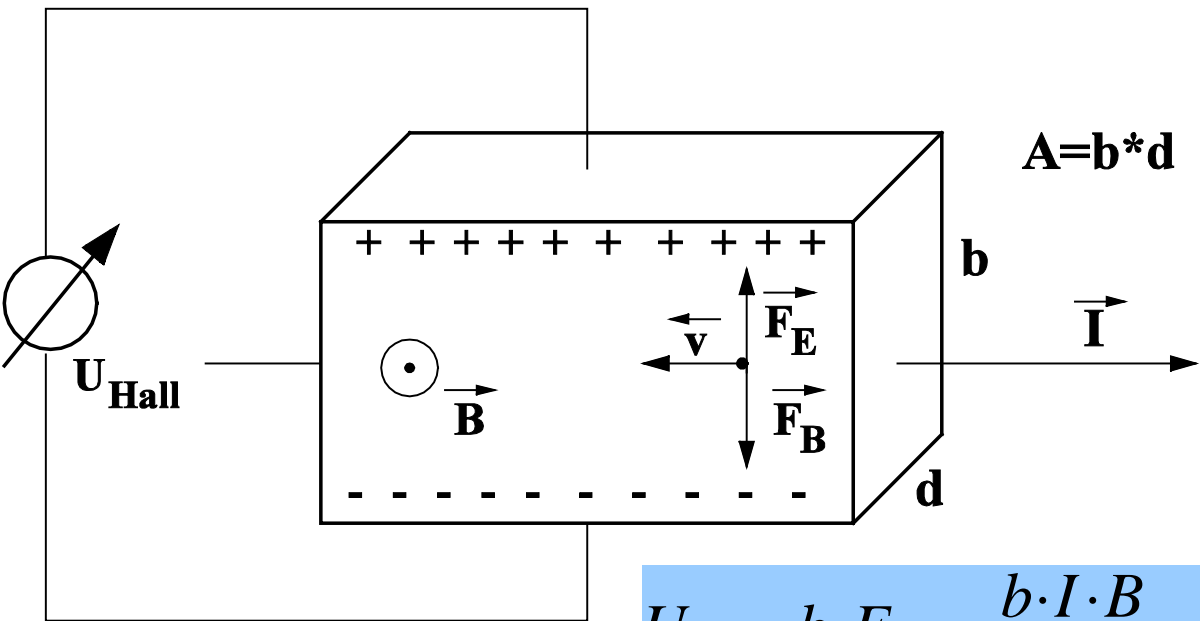 A=b*d
+ + + + + + + + + +
b
F_E
v
I
U_Hall
B
F_B
- - - - - - - - - - -
d
b·I·B